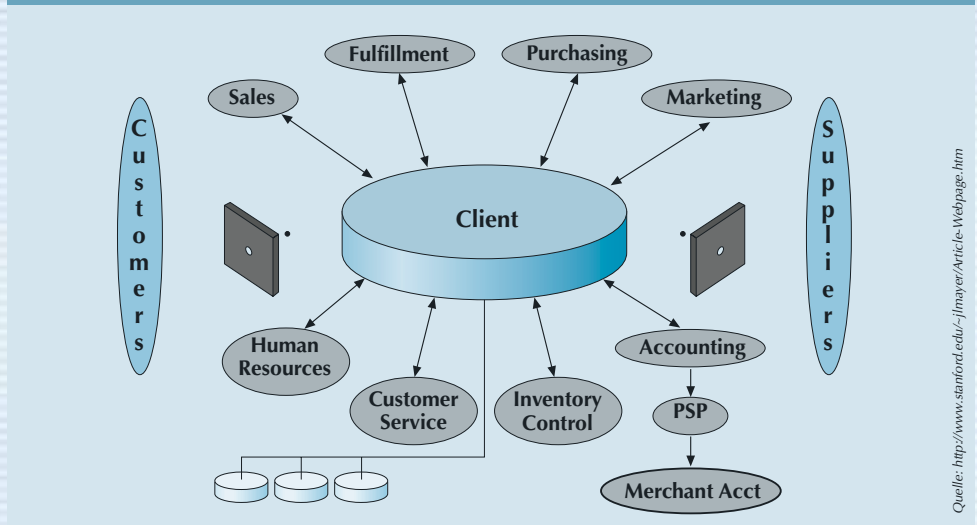 Fulfillment
Purchasing
Sales
Marketing
Customers
Suppliers
Client
Human
Resources
Customer
Service
Inventory
Control
Accounting
PSP
Merchant Acct
Quelle: http://www.stanford.edu/~jlmayer/Article-Webpage.htm